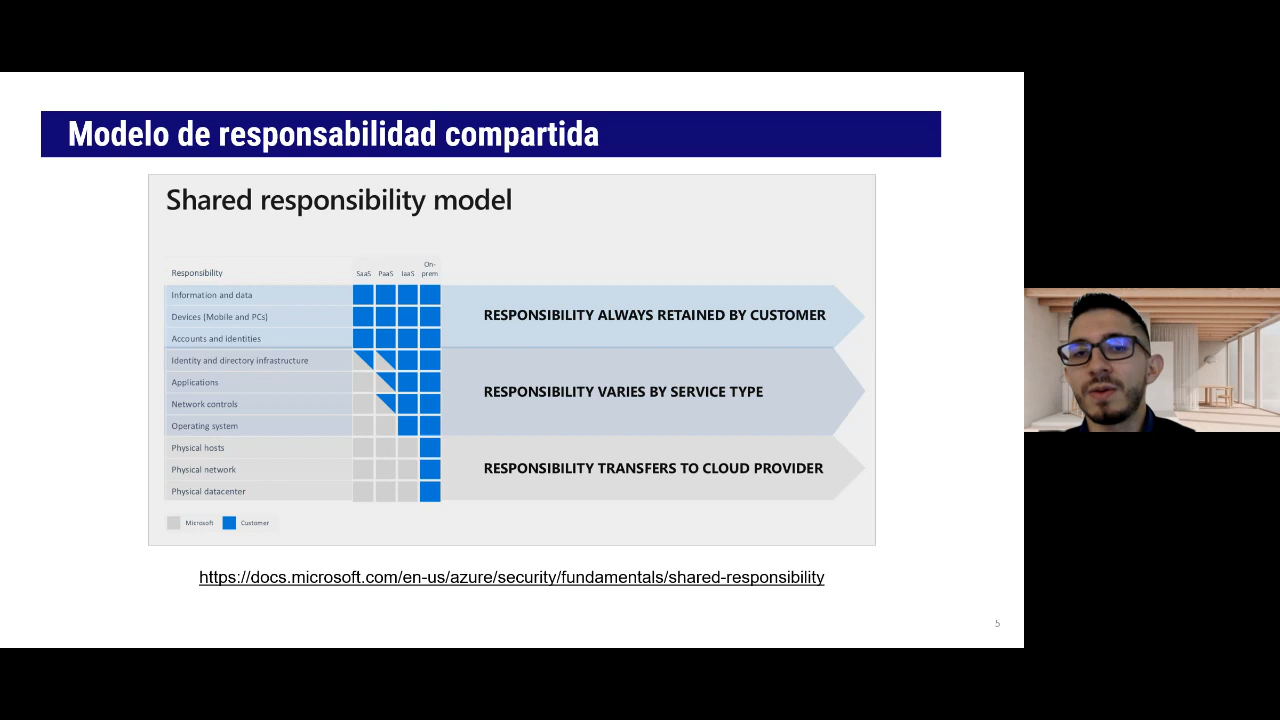 Modelo de responsabilidad compartida
Shared responsibility model
Responsibility SaaS PaaS IaaS On-prem
Information and data
Devices (Mobile and PCs)
Accounts and identities
RESPONSIBILITY ALWAYS RETAINED BY CUSTOMER
Identity and directory infrastructure
Applications
Network controls
Operating system
RESPONSIBILITY VARIES BY SERVICE TYPE
Physical hosts
Physical network
Physical datacenter
RESPONSIBILITY TRANSFERS TO CLOUD PROVIDER
Microsoft Customer
https://docs.microsoft.com/en-us/azure/security/fundamentals/shared-responsibility
5